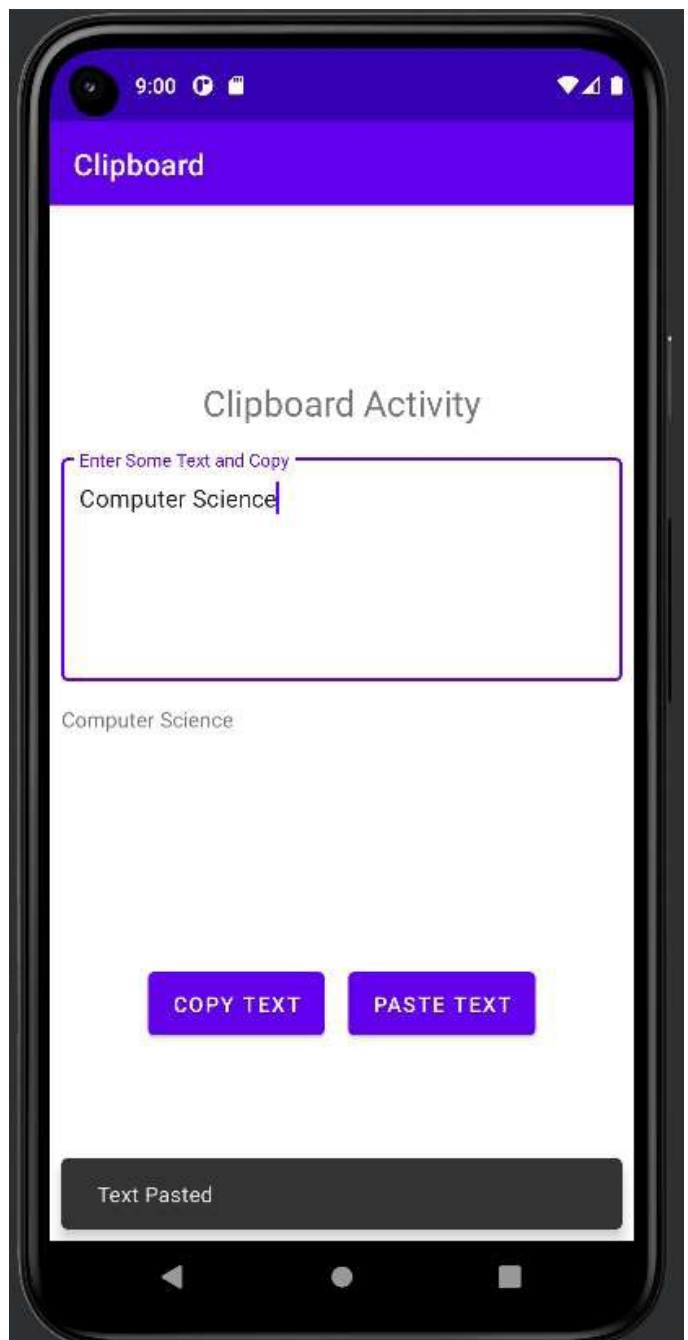 9:00
Clipboard
Clipboard Activity
Enter Some Text and Copy
Computer Science
Computer Science
COPY TEXT PASTE TEXT
Text Pasted